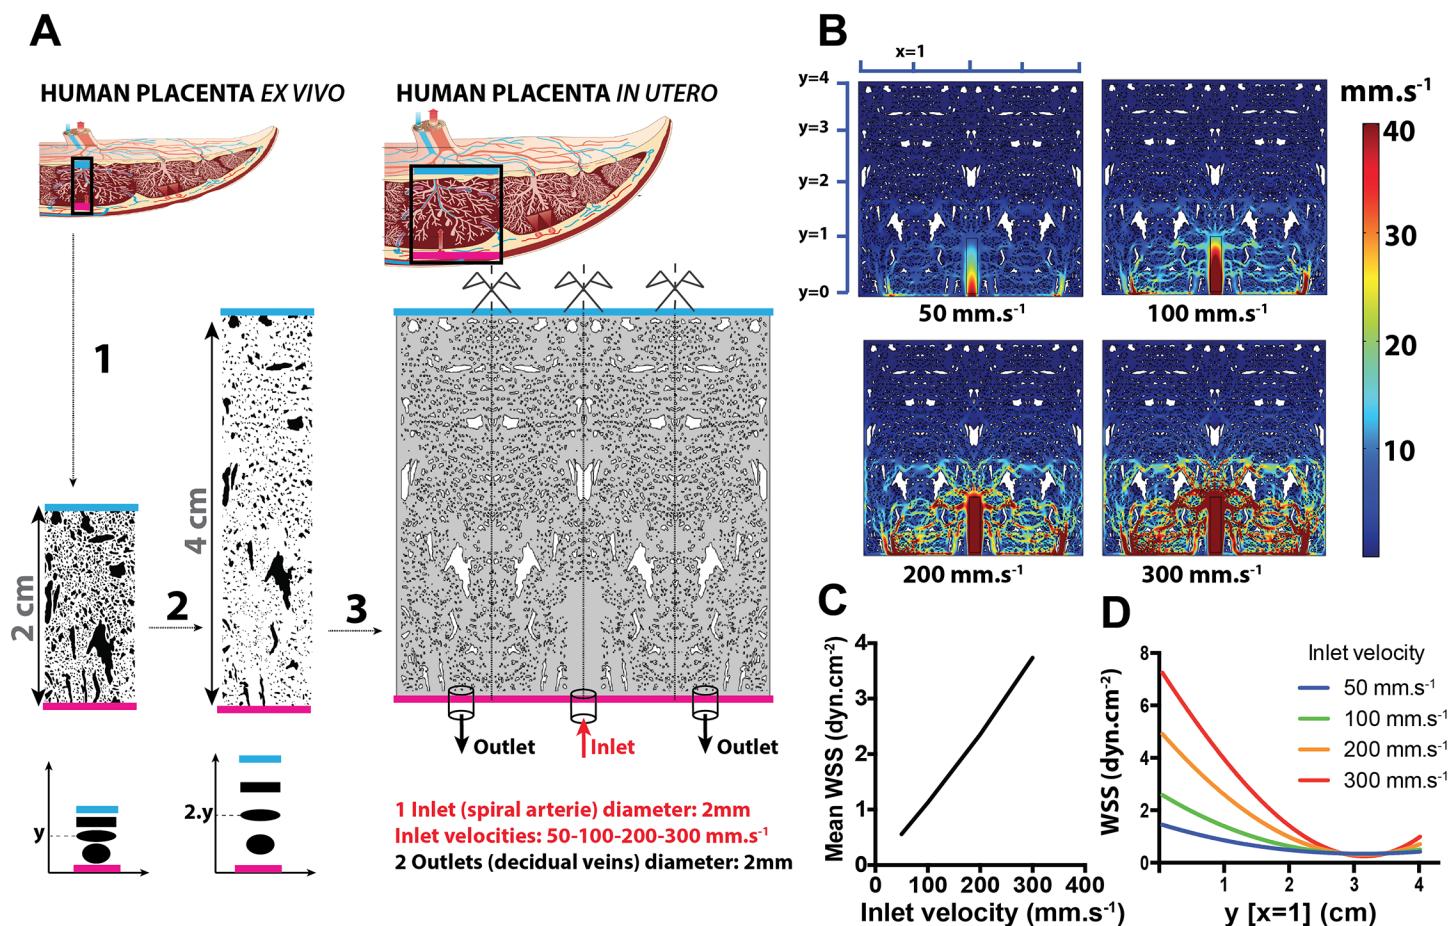 A
HUMAN PLACENTA EX VIVO
HUMAN PLACENTA IN UTERO
1
2 cm
2
4 cm
3
Outlet
Inlet
Outlet
y
2.y
1 Inlet (spiral arterie) diameter: 2mm
Inlet velocities: 50-100-200-300 mm.s-1
2 Outlets (decidual veins) diameter: 2mm
B
x=1
y=4
y=3
y=2
y=1
y=0
50 mm.s-1
100 mm.s-1
200 mm.s-1
300 mm.s-1
mm.s-1
40
30
20
10
C
Mean WSS (dyn.cm-2)
4
3
2
1
0
0 100 200 300 400
Inlet velocity (mm.s-1)
D
WSS (dyn.cm-2)
8
6
4
2
0
1 2 3 4
y [x=1] (cm)
Inlet velocity
50 mm.s-1
100 mm.s-1
200 mm.s-1
300 mm.s-1